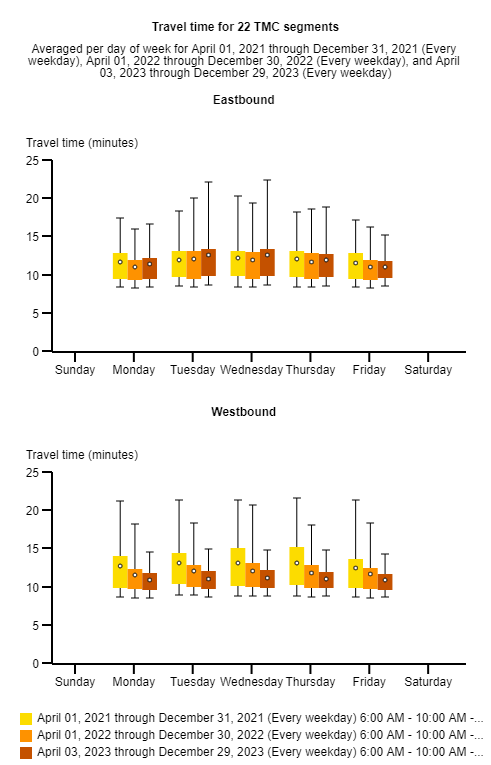 Travel time for 22 TMC segments
Averaged per day of week for April 01, 2021 through December 31, 2021 (Every
weekday), April 01, 2022 through December 30, 2022 (Every weekday), and April
03, 2023 through December 29, 2023 (Every weekday)
Eastbound
Travel time (minutes)
25
20
15
10
5
0
Sunday Monday Tuesday Wednesday Thursday Friday Saturday
Westbound
Travel time (minutes)
25
20
15
10
5
0
Sunday Monday Tuesday Wednesday Thursday Friday Saturday
April 01, 2021 through December 31, 2021 (Every weekday) 6:00 AM - 10:00 AM -...
April 01, 2022 through December 30, 2022 (Every weekday) 6:00 AM - 10:00 AM -...
April 03, 2023 through December 29, 2023 (Every weekday) 6:00 AM - 10:00 AM -...